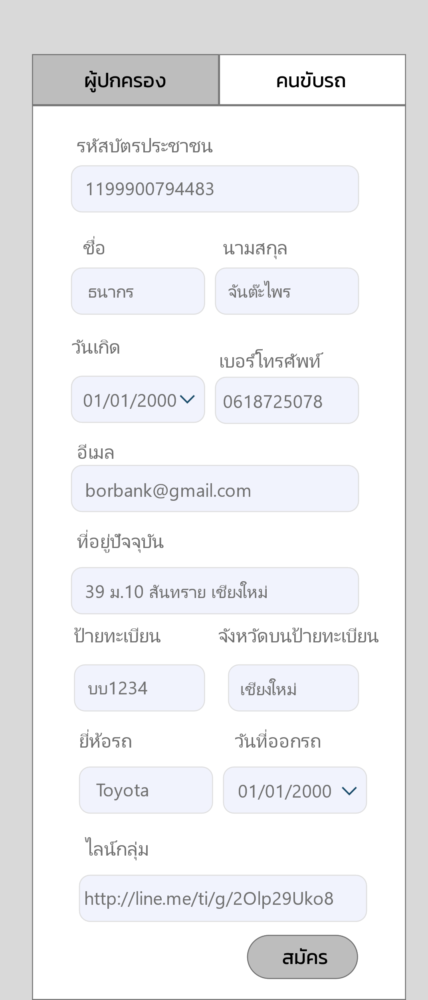 ผู้ปกครอง คนขับรถ
รหัสบัตรประชาชน
1199900794483
ชื่อ นามสกุล
ธนากร จันต๊ะไพร
วันเกิด เบอร์โทรศัพท์
01/01/2000 0618725078
อีเมล
borbank@gmail.com
ที่อยู่ปัจจุบัน
39 ม.10 สันทราย เชียงใหม่
ป้ายทะเบียน จังหวัดบนป้ายทะเบียน
บบ1234 เชียงใหม่
ยี่ห้อรถ วันที่ออกรถ
Toyota 01/01/2000
ไลน์กลุ่ม
http://line.me/ti/g/2Olp29Uko8
สมัคร